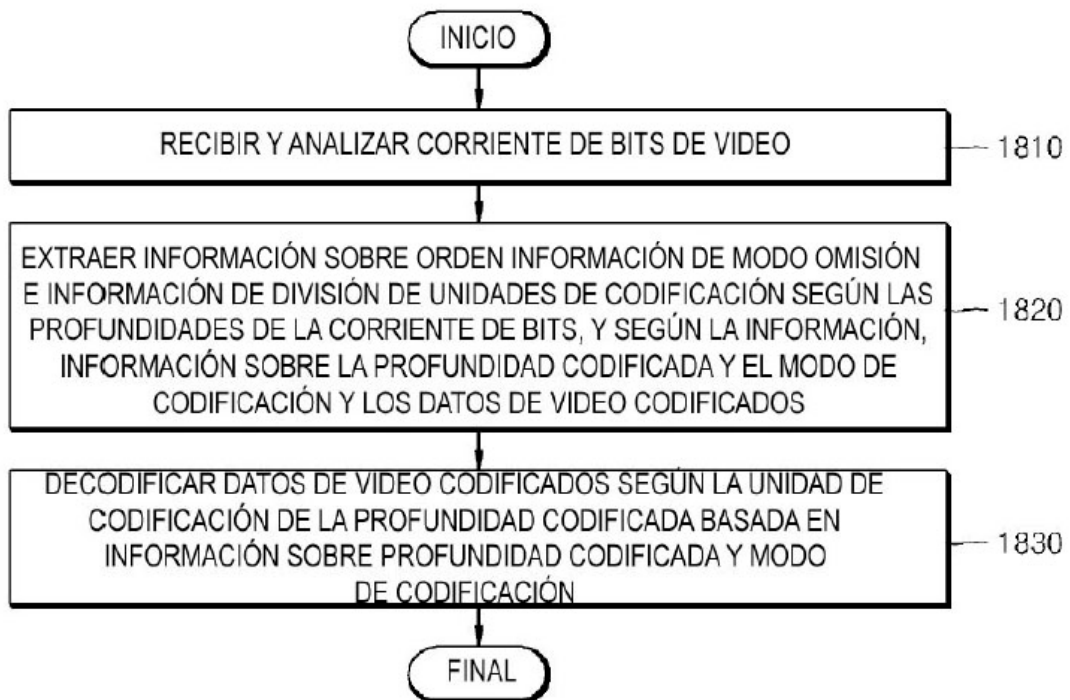 INICIO
RECIBIR Y ANALIZAR CORRIENTE DE BITS DE VIDEO
1810
EXTRAER INFORMACIÓN SOBRE ORDEN INFORMACIÓN DE MODO OMISIÓN
E INFORMACIÓN DE DIVISIÓN DE UNIDADES DE CODIFICACIÓN SEGÚN LAS
PROFUNDIDADES DE LA CORRIENTE DE BITS, Y SEGÚN LA INFORMACIÓN,
INFORMACIÓN SOBRE LA PROFUNDIDAD CODIFICADA Y EL MODO DE
CODIFICACIÓN Y LOS DATOS DE VIDEO CODIFICADOS
1820
DECODIFICAR DATOS DE VIDEO CODIFICADOS SEGÚN LA UNIDAD DE
CODIFICACIÓN DE LA PROFUNDIDAD CODIFICADA BASADA EN
INFORMACIÓN SOBRE PROFUNDIDAD CODIFICADA Y MODO
DE CODIFICACIÓN
1830
FINAL